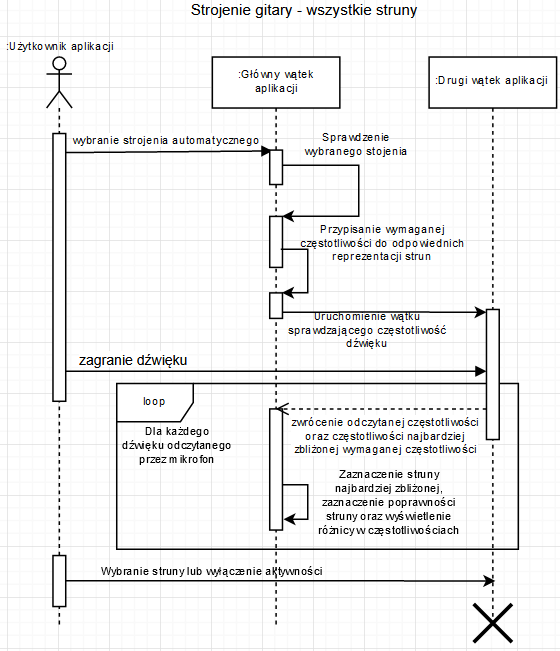 Strojenie gitary - wszystkie struny
:Użytkownik aplikacji
:Główny wątek
aplikacji
:Drugi wątek aplikacji
wybranie strojenia automatycznego
Sprawdzenie
wybranego stojenia
Przypisanie wymaganej
częstotliwości do odpowiednich
reprezentacji strun
Uruchomienie wątku
sprawdzającego częstotliwość
dźwięku
zagranie dźwięku
loop
Dla każdego
dźwięku odczytanego
przez mikrofon
zwrócenie odczytanej częstotliwości
oraz częstotliwości najbardziej
zbliżonej wymaganej częstotliwości
Zaznaczenie struny
najbardziej zbliżonej,
zaznaczenie poprawności
struny oraz wyświetlenie
różnicy w częstotliwościach
Wybranie struny lub wyłączenie aktywności